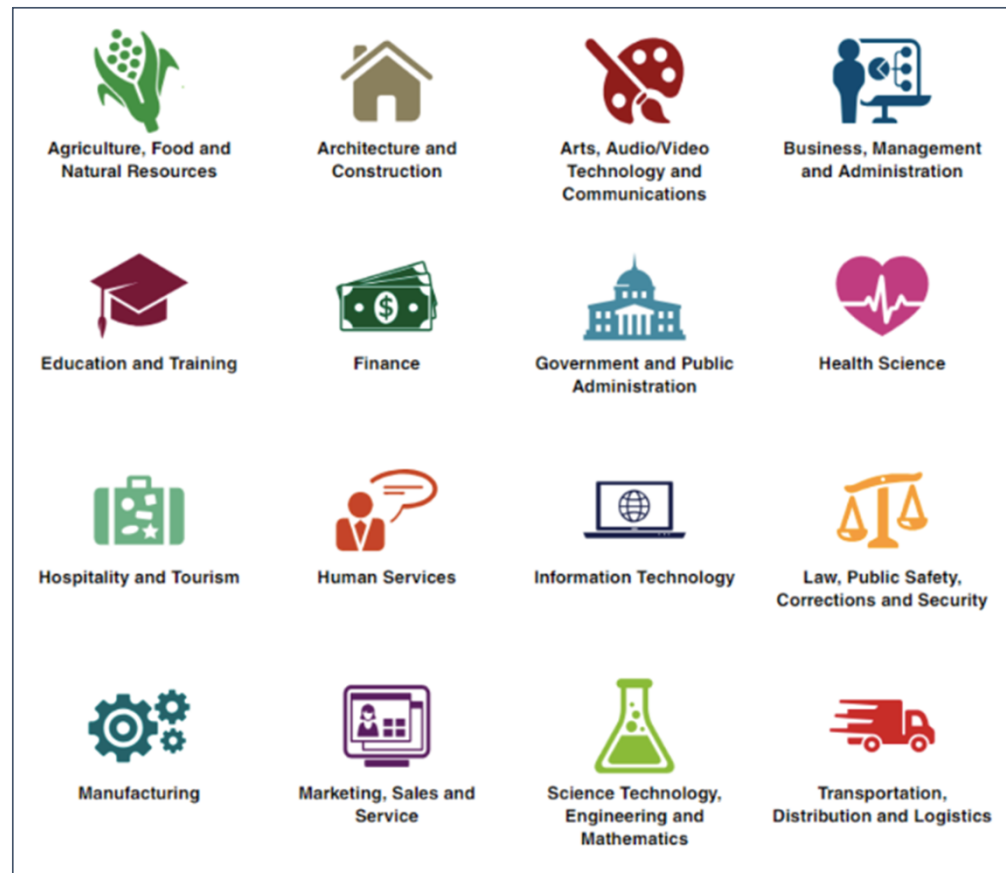 Agriculture, Food and
Natural Resources
Architecture and
Construction
Arts, Audio/Video
Technology and
Communications
Business, Management
and Administration
Education and Training
$
Finance
Government and Public
Administration
Health Science
Hospitality and Tourism
Human Services
Information Technology
Law, Public Safety,
Corrections and Security
Manufacturing
Marketing, Sales and
Service
Science Technology,
Engineering and
Mathematics
Transportation,
Distribution and Logistics